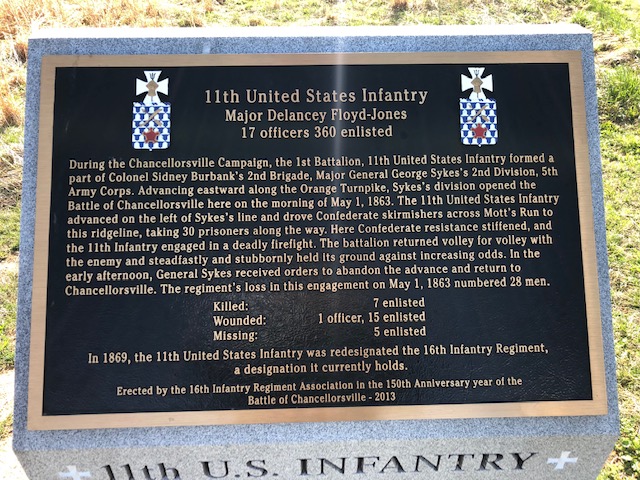 11th United States Infantry
Major Delancey Floyd-Jones
17 officers 360 enlisted
During the Chancellorsville Campaign, the 1st Battalion, 11th United States Infantry formed a
part of Colonel Sidney Burbank's 2nd Brigade, Major General George Sykes's 2nd Division, 5th
Army Corps. Advancing eastward along the Orange Turnpike, Sykes's division opened the
Battle of Chancellorsville here on the morning of May 1, 1863. The 11th United States Infantry
advanced on the left of Sykes's line and drove Confederate skirmishers across Mott's Run to
this ridgeline, taking 30 prisoners along the way. Here Confederate resistance stiffened, and
the 11th Infantry engaged in a deadly firefight. The battalion returned volley for volley with
the enemy and steadfastly and stubbornly held its ground against increasing odds. In the
early afternoon, General Sykes received orders to abandon the advance and return to
Chancellorsville. The regiment's loss in this engagement on May 1, 1863 numbered 28 men.
Killed: 7 enlisted
Wounded: 1 officer, 15 enlisted
Missing: 5 enlisted
In 1869, the 11th United States Infantry was redesignated the 16th Infantry Regiment,
a designation it currently holds.
Erected by the 16th Infantry Regiment Association in the 150th Anniversary year of the
Battle of Chancellorsville - 2013
11th U.S. INFANTRY